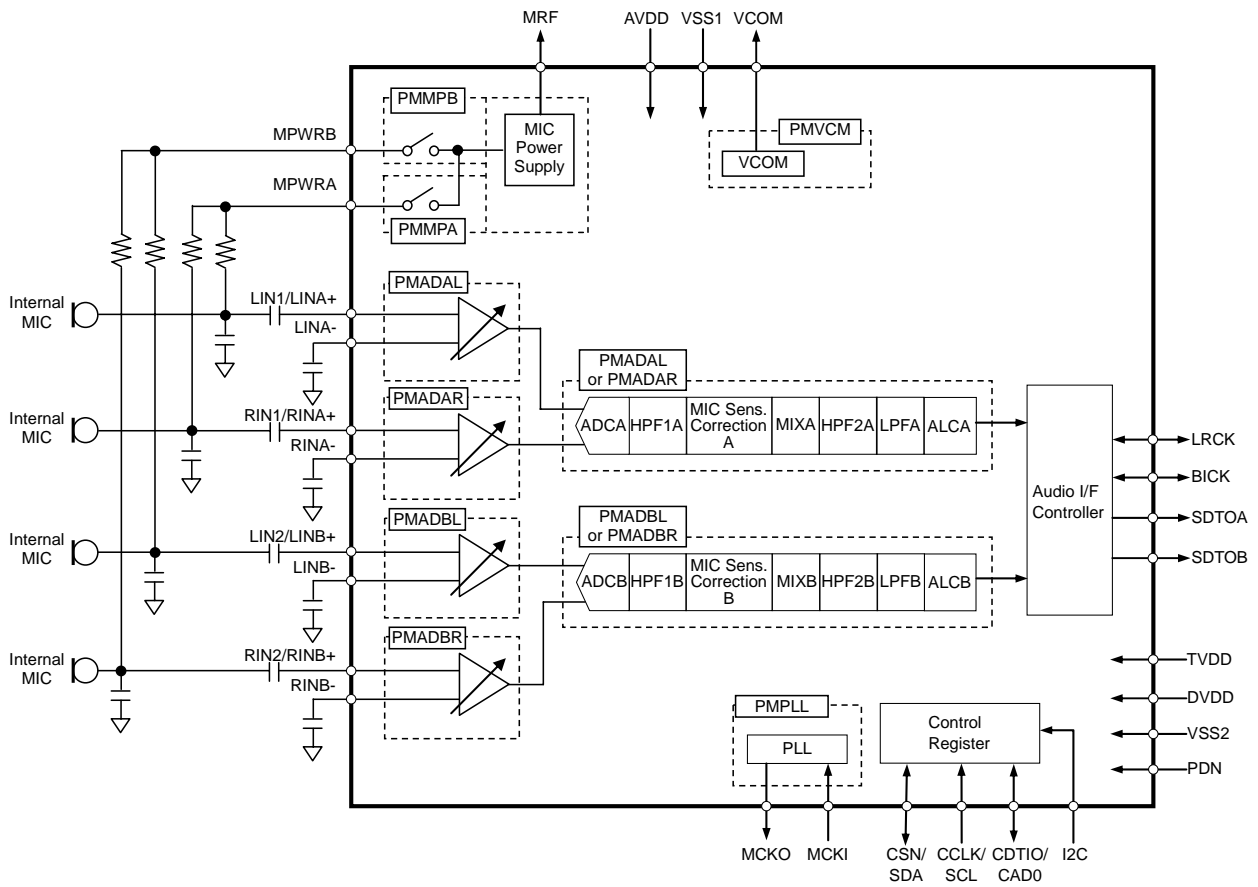 MRF
AVDD
VSS1
VCOM
PMMPB
MIC
Power
Supply
MPWRB
PMVCM
VCOM
MPWRA
PMMPA
PMADAL
Internal
MIC
LIN1/LINA+
LINA-
PMADAL
or PMADAR
PMADAR
Internal
MIC
RIN1/RINA+
RINA-
ADCA
HPF1A
MIC Sens.
Correction
A
MIXA
HPF2A
LPFA
ALCA
LRCK
BICK
Audio I/F
Controller
SDTOA
SDTOB
PMADBL
PMADBL
or PMADBR
Internal
MIC
LIN2/LINB+
LINB-
ADCB
HPF1B
MIC Sens.
Correction
B
MIXB
HPF2B
LPFB
ALCB
PMADBR
Internal
MIC
RIN2/RINB+
RINB-
TVDD
DVDD
VSS2
PDN
PMPLL
PLL
Control
Register
MCKO
MCKI
CSN/
SDA
CCLK/
SCL
CDTIO/
CAD0
I2C